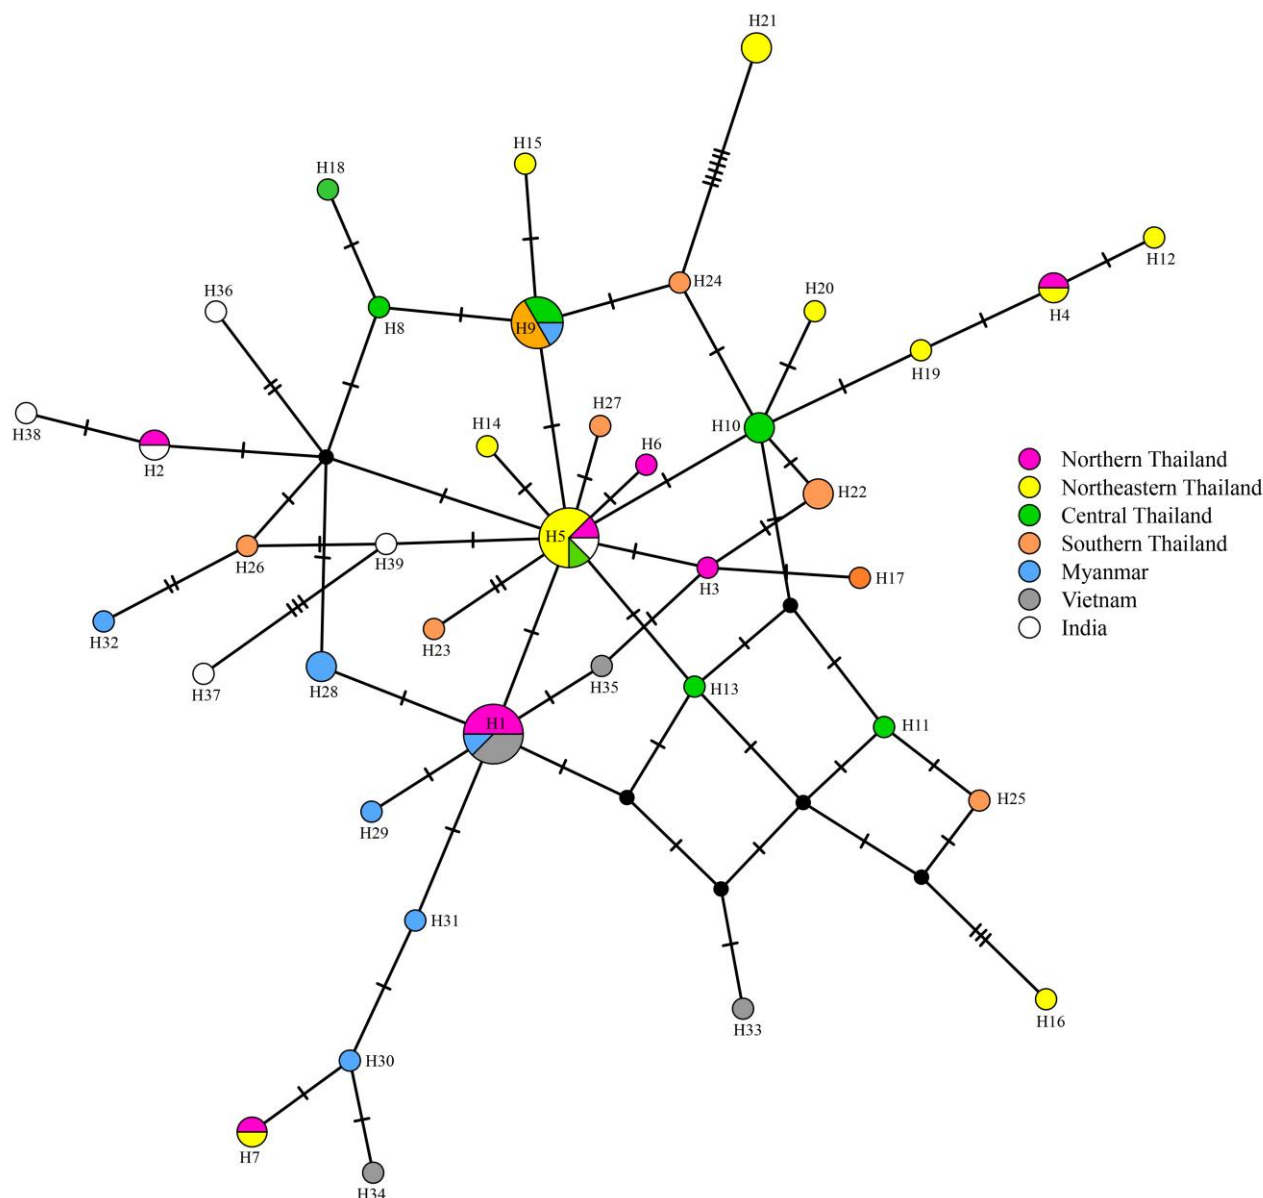 H21
H15
H18
H12
H24
H4
H36
H20
H9
H8
H19
H38
H27
H14
H6
H10
H2
Northern Thailand
Northeastern Thailand
H22
Central Thailand
H5
Southern Thailand
H26
H39
Myanmar
H3
H17
Vietnam
H32
India
H23
H37
H35
H28
H13
H1
H11
H25
H29
H31
H33
H16
H30
H7
H34